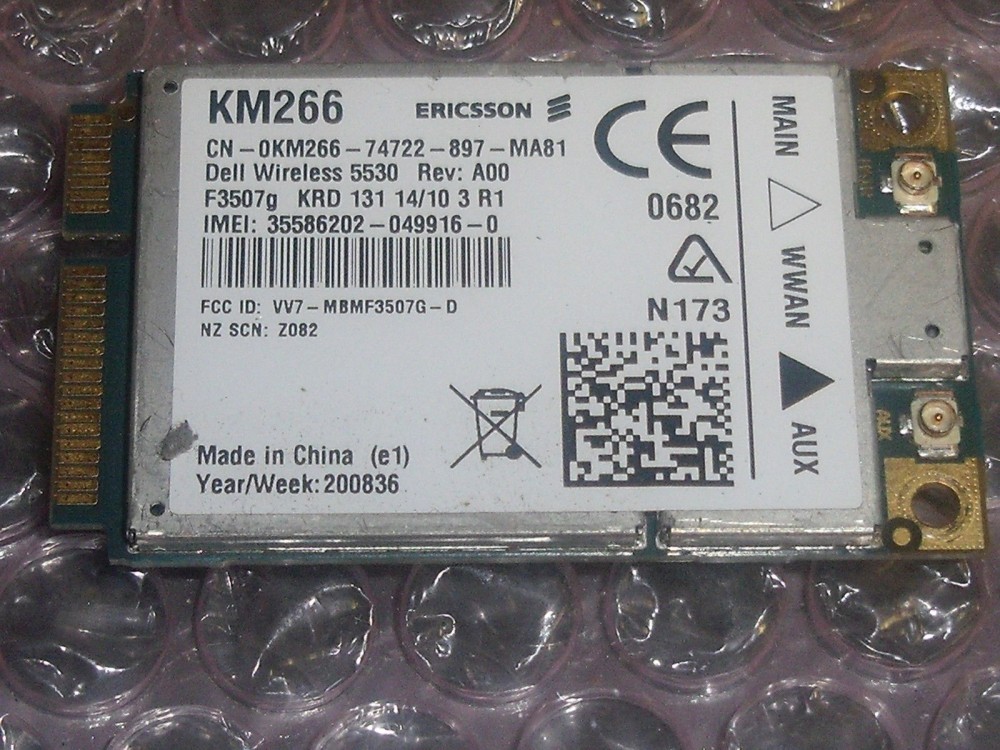 KM266
ERICSSON
CN-0KM266-74722-897-MA81
Dell Wireless 5530 Rev: A00
F3507g KRD 131 14/10 3 R1
IMEI: 35586202-049916-0
FCC ID: VV7-MBMF3507G-D
NZ SCN: Z082
Made in China (e1)
Year/Week: 200836
CE
0682
N173
MAIN
WWAN
AUX
AUX